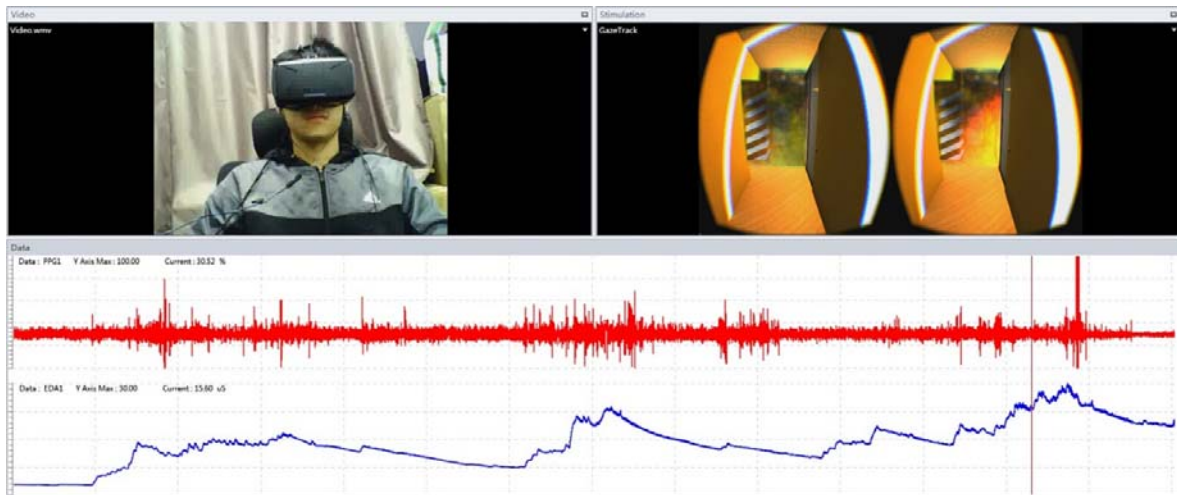 Video
Video.wmv
Stimulation
GazeTrack
Data
Data : PPG1 Y Axis Max : 100.00 Current : 30.52 %
Data : EDA1 Y Axis Max : 30.00 Current : 15.60 uS